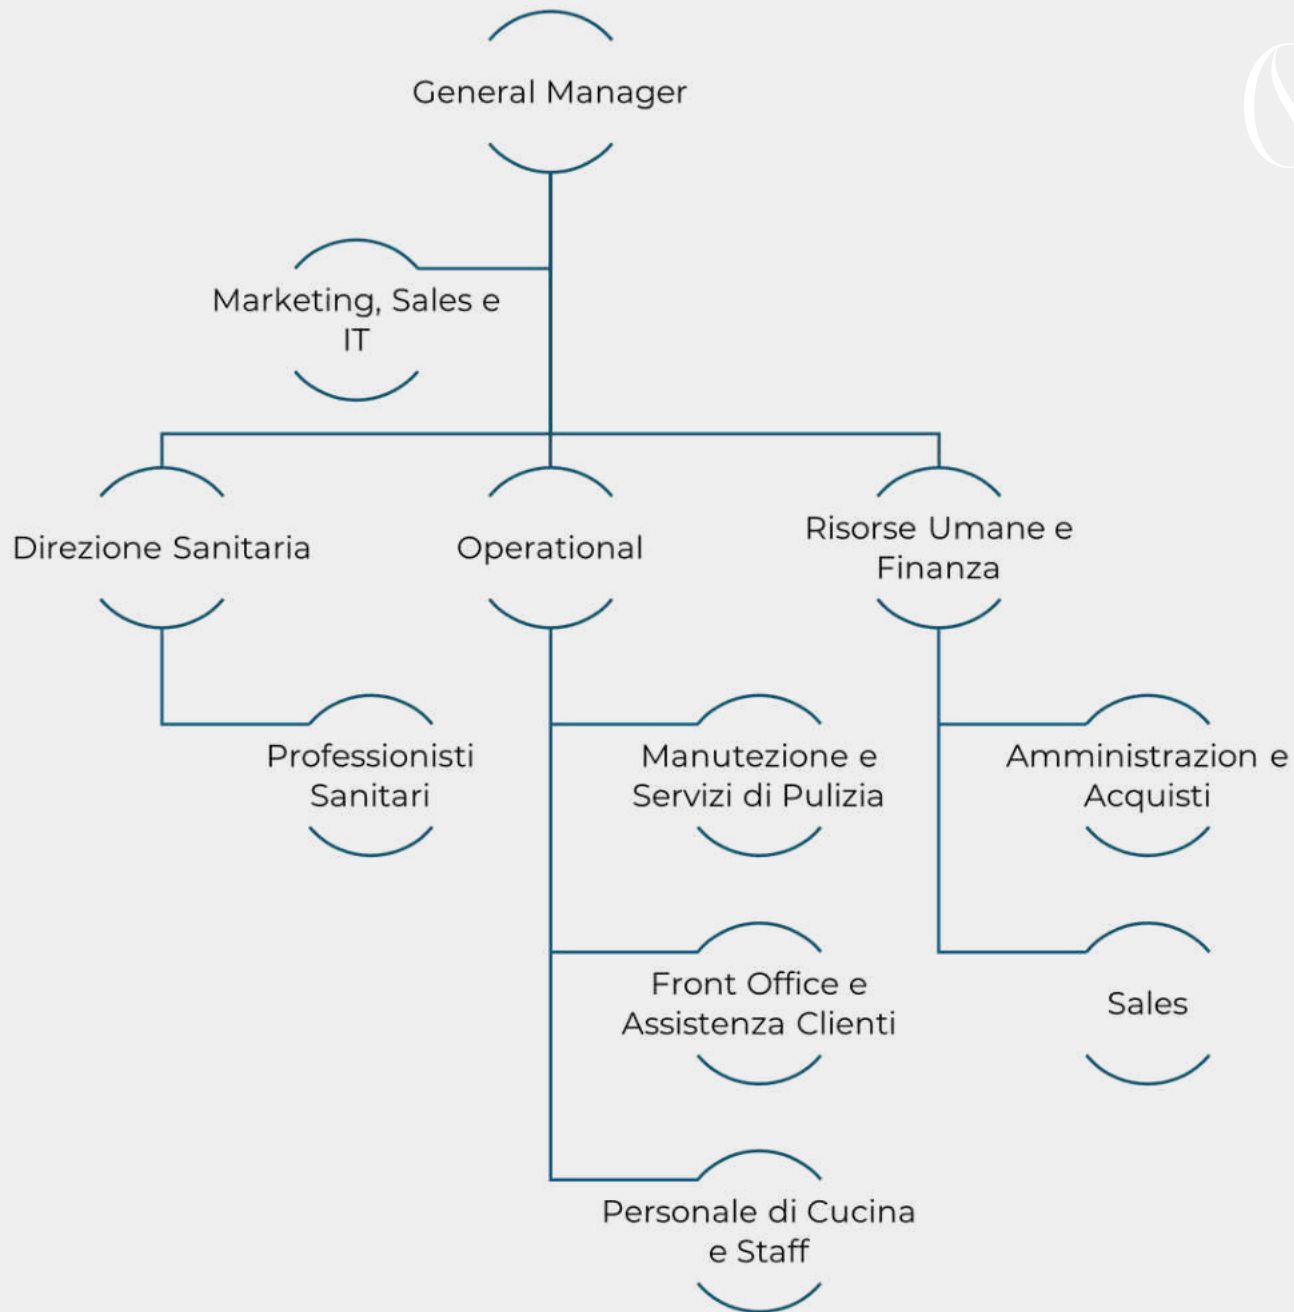 General Manager
Marketing, Sales e
IT
Direzione Sanitaria
Operational
Risorse Umane e
Finanza
Professionisti
Sanitari
Manutezione e
Servizi di Pulizia
Amministrazion e
Acquisti
Front Office e
Assistenza Clienti
Sales
Personale di Cucina
e Staff